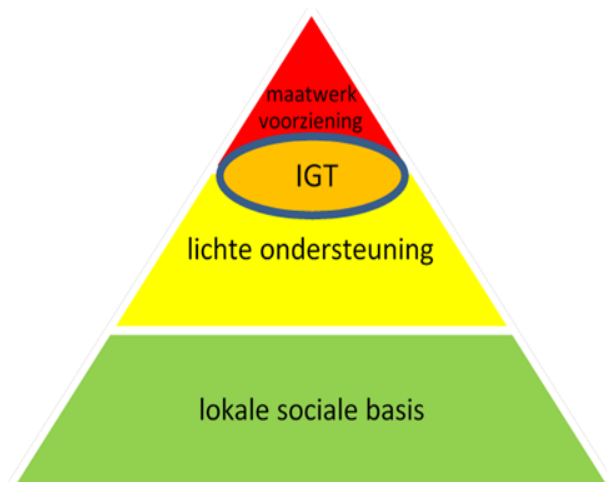 maatwerk
voorziening
IGT
lichte ondersteuning
lokale sociale basis